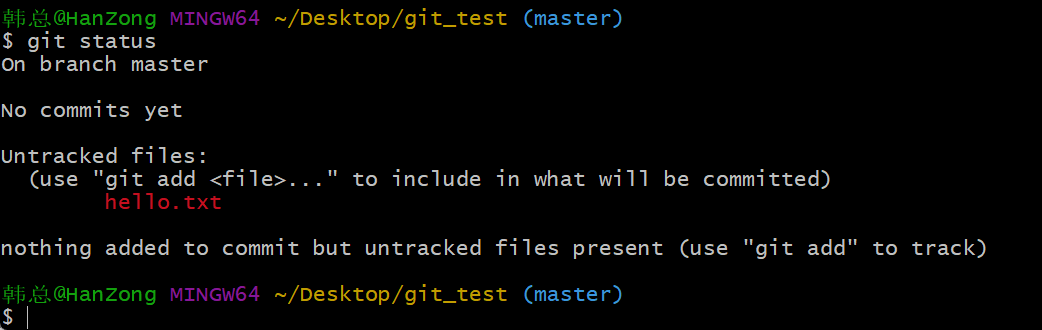 韩总@HanZong MINGW64 ~/Desktop/git_test (master)
$ git status
On branch master
No commits yet
Untracked files:
(use "git add <file>..." to include in what will be committed)
hello.txt
nothing added to commit but untracked files present (use "git add" to track)
韩总@HanZong MINGW64 ~/Desktop/git_test (master)
$